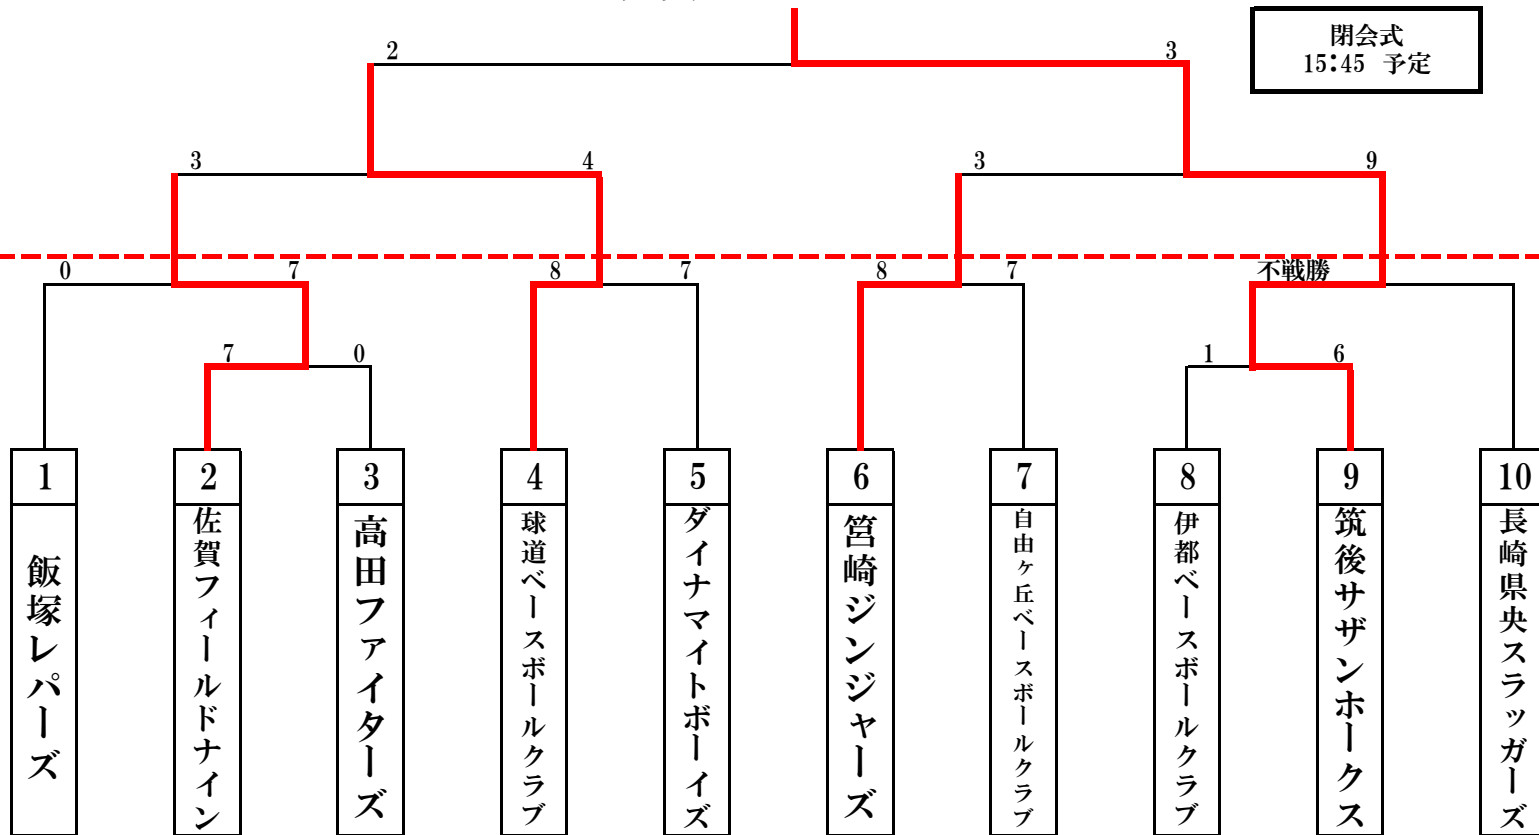 閉会式
15:45 予定
2 3
3 4 3 9
0 7 8 7 8 7 不戦勝
7 0 1 6
1 2 3 4 5 6 7 8 9 10
飯塚レパーズ
佐賀フィールドナイン
高田ファイターズ
球道ベースボールクラブ
ダイナマイトボーイズ
筥崎ジンジャーズ
自由ヶ丘ベースボールクラブ
伊都ベースボールクラブ
筑後サザンホークス
長崎県央スラッガーズ